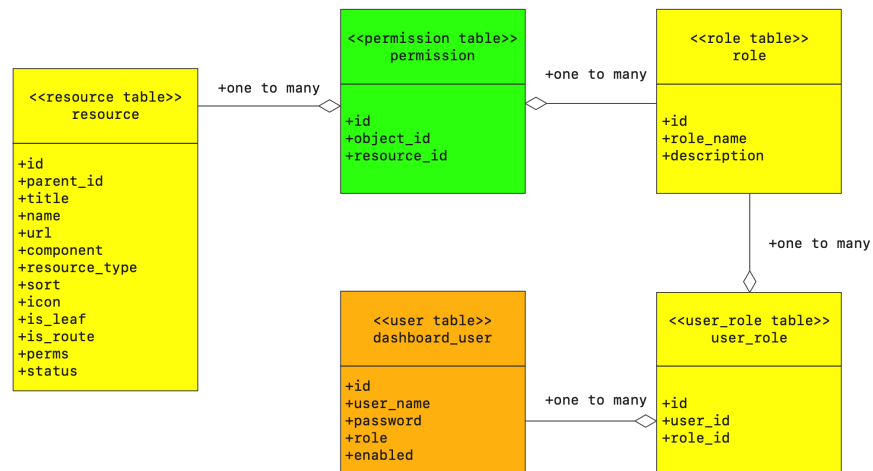 <<resource table>>
resource
+id
+parent_id
+title
+name
+url
+component
+resource_type
+sort
+icon
+is_leaf
+is_route
+perms
+status
+one to many
<<permission table>>
permission
+id
+object_id
+resource_id
+one to many
<<role table>>
role
+id
+role_name
+description
+one to many
<<user table>>
dashboard_user
+id
+user_name
+password
+role
+enabled
+one to many
<<user_role table>>
user_role
+id
+user_id
+role_id